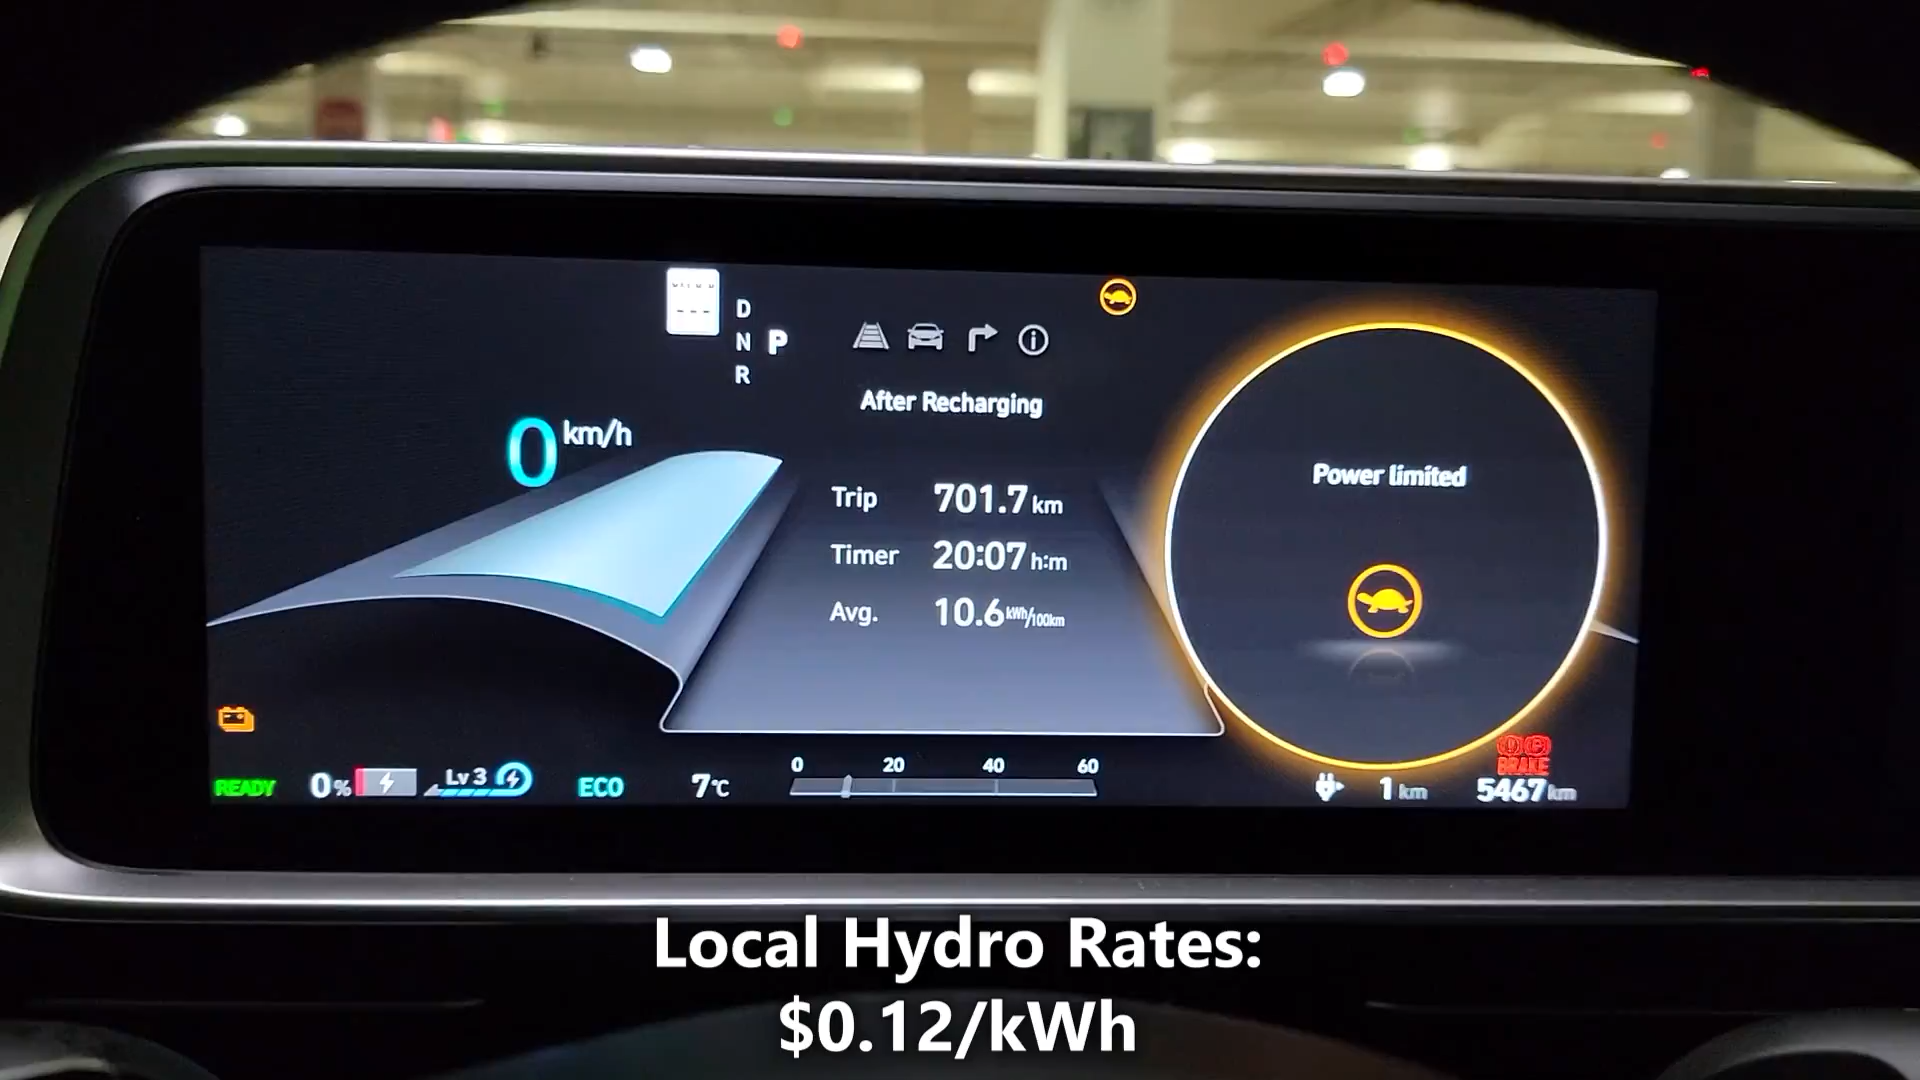 D
N P
R
After Recharging
0 km/h
Trip 701.7 km
Timer 20:07 h:m
Avg. 10.6 kWh/100km
Power limited
0 20 40 60
BRAKE
READY 0% Lv 3 ECO 7°C 1 km 5467 km
Local Hydro Rates:
$0.12/kWh